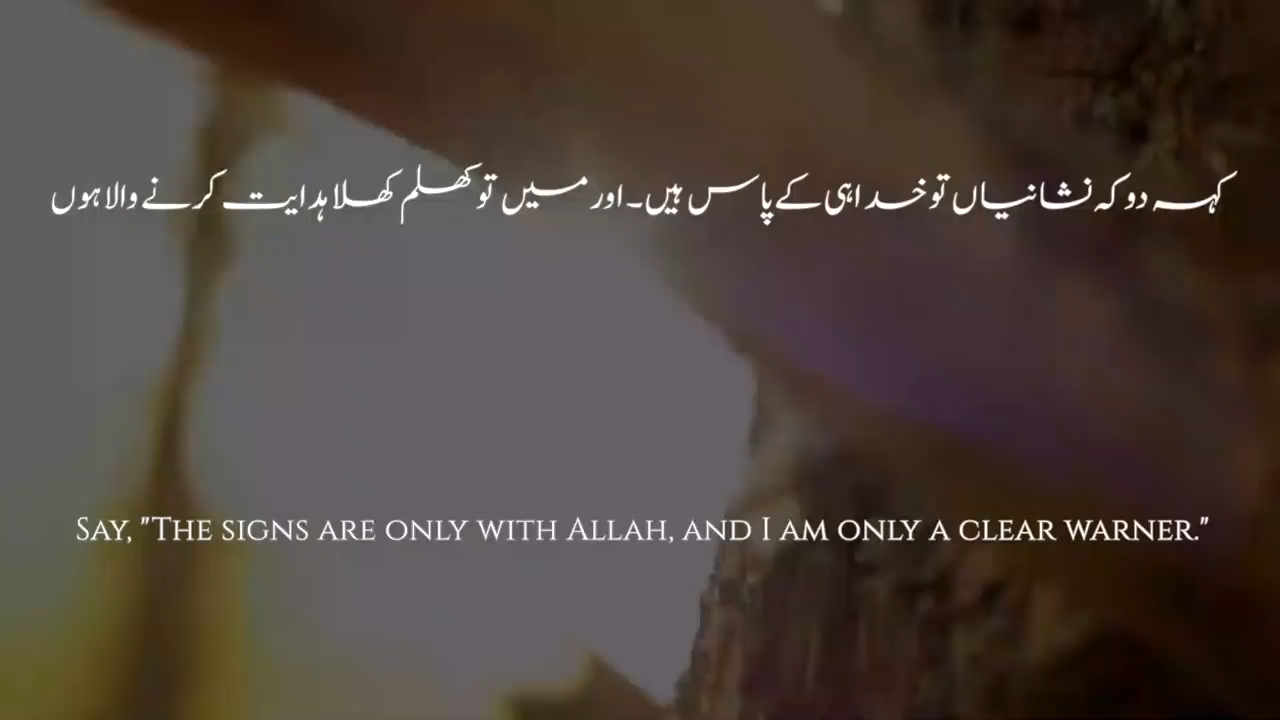 کہہ دو کہ نشانیاں تو خدا ہی کے پاس ہیں۔ اور میں تو کھلم کھلا ہدایت کرنے والا ہوں
Say, "The signs are only with Allah, and I am only a clear warner."